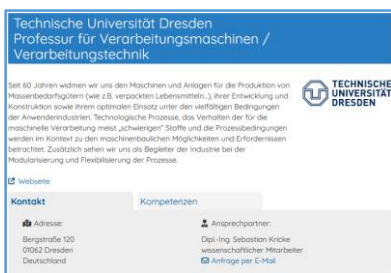 Technische Universität Dresden
Professur für Verarbeitungsmaschinen /
Verarbeitungstechnik
Seit 60 Jahren widmen wir uns den Maschinen und Anlagen für die Produktion von
Massenbedarfsgütern (wie z.B. verpackten Lebensmitteln...), ihrer Entwicklung und
Konstruktion sowie ihrem optimalen Einsatz unter den vielfältigen Bedingungen
der Anwenderindustrien. Technologische Prozesse, das Verhalten der für die
maschinelle Verarbeitung meist „schwierigen" Stoffe und die Prozessbedingungen
werden im Kontext zu den maschinenbaulichen Möglichkeiten und Erfordernissen
betrachtet. Zusätzlich sehen wir uns als Begleiter der Industrie bei der
Modularisierung und Flexibilisierung der Prozesse.
TECHNISCHE
UNIVERSITÄT
DRESDEN
Webseite
Kontakt
Kompetenzen
Adresse:
Bergstraße 120
01062 Dresden
Deutschland
Ansprechpartner:
Dipl.-Ing. Sebastian Kricke
wissenschaftlicher Mitarbeiter
Anfrage per E-Mail